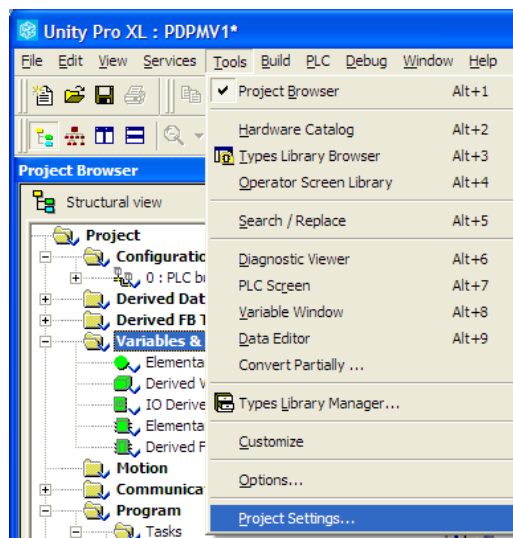 Unity Pro XL : PDPMV1*
File Edit View Services Tools Build PLC Debug Window Help
Project Browser Alt+1
Hardware Catalog Alt+2
Types Library Browser Alt+3
Operator Screen Library Alt+4
Search / Replace Alt+5
Diagnostic Viewer Alt+6
PLC Screen Alt+7
Variable Window Alt+8
Data Editor Alt+9
Convert Partially ...
Types Library Manager...
Customize
Options...
Project Settings...
Project Browser
Structural view
Project
Configuratio
0 : PLC bu
Derived Dat
Derived FB T
Variables &
Elementa
Derived V
IO Derive
Elementa
Derived F
Motion
Communica
Program
Tasks